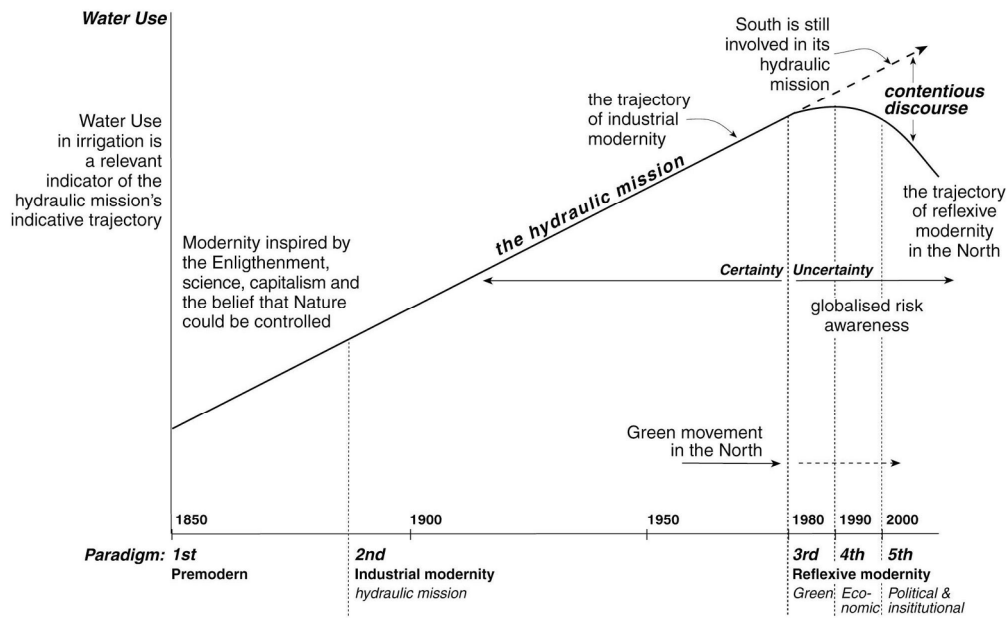 Water Use
South is still
involved in its
hydraulic
mission
contentious
discourse
the trajectory
of industrial
modernity
Water Use
in irrigation is
a relevant
indicator of the
hydraulic mission's
indicative trajectory
the hydraulic mission
the trajectory
of reflexive
modernity
in the North
Modernity inspired by
the Enligthenment,
science, capitalism and
the belief that Nature
could be controlled
Certainty
Uncertainty
globalised risk
awareness
Green movement
in the North
1850
1900
1950
1980
1990
2000
Paradigm: 1st
Premodern
2nd
Industrial modernity
hydraulic mission
3rd
4th
5th
Reflexive modernity
Green
Eco-
nomic
Political &
insititutional